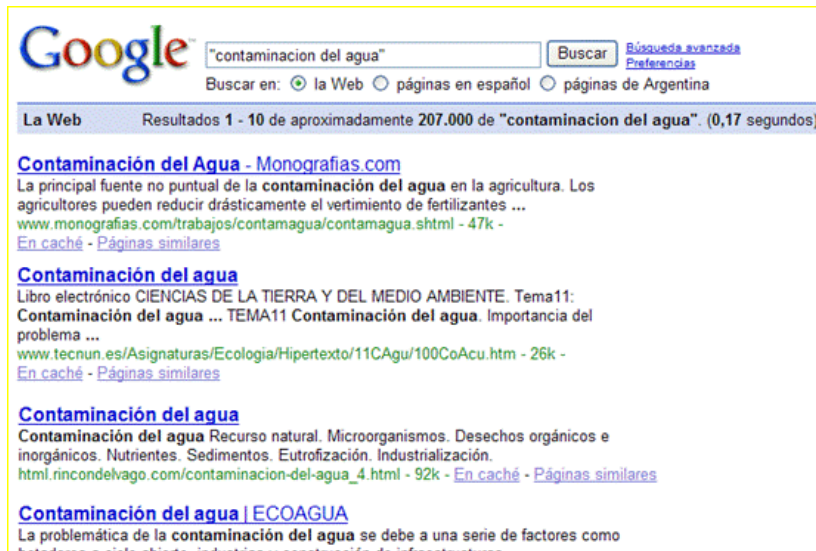 Google™ "contaminacion del agua" Buscar Búsqueda avanzada
Preferencias
Buscar en: la Web páginas en español páginas de Argentina
La Web Resultados 1 - 10 de aproximadamente 207.000 de "contaminacion del agua". (0,17 segundos)
Contaminación del Agua - Monografias.com
La principal fuente no puntual de la contaminación del agua en la agricultura. Los
agricultores pueden reducir drásticamente el vertimiento de fertilizantes ...
www.monografias.com/trabajos/contamagua/contamagua.shtml - 47k -
En caché - Páginas similares
Contaminación del agua
Libro electrónico CIENCIAS DE LA TIERRA Y DEL MEDIO AMBIENTE. Tema11:
Contaminación del agua ... TEMA11 Contaminación del agua. Importancia del
problema ...
www.tecnun.es/Asignaturas/Ecologia/Hipertexto/11CAgu/100CoAcu.htm - 26k -
En caché - Páginas similares
Contaminación del agua
Contaminación del agua Recurso natural. Microorganismos. Desechos orgánicos e
inorgánicos. Nutrientes. Sedimentos. Eutrofización. Industrialización.
html.rincondelvago.com/contaminacion-del-agua_4.html - 92k - En caché - Páginas similares
Contaminación del agua | ECOAGUA
La problemática de la contaminación del agua se debe a una serie de factores como